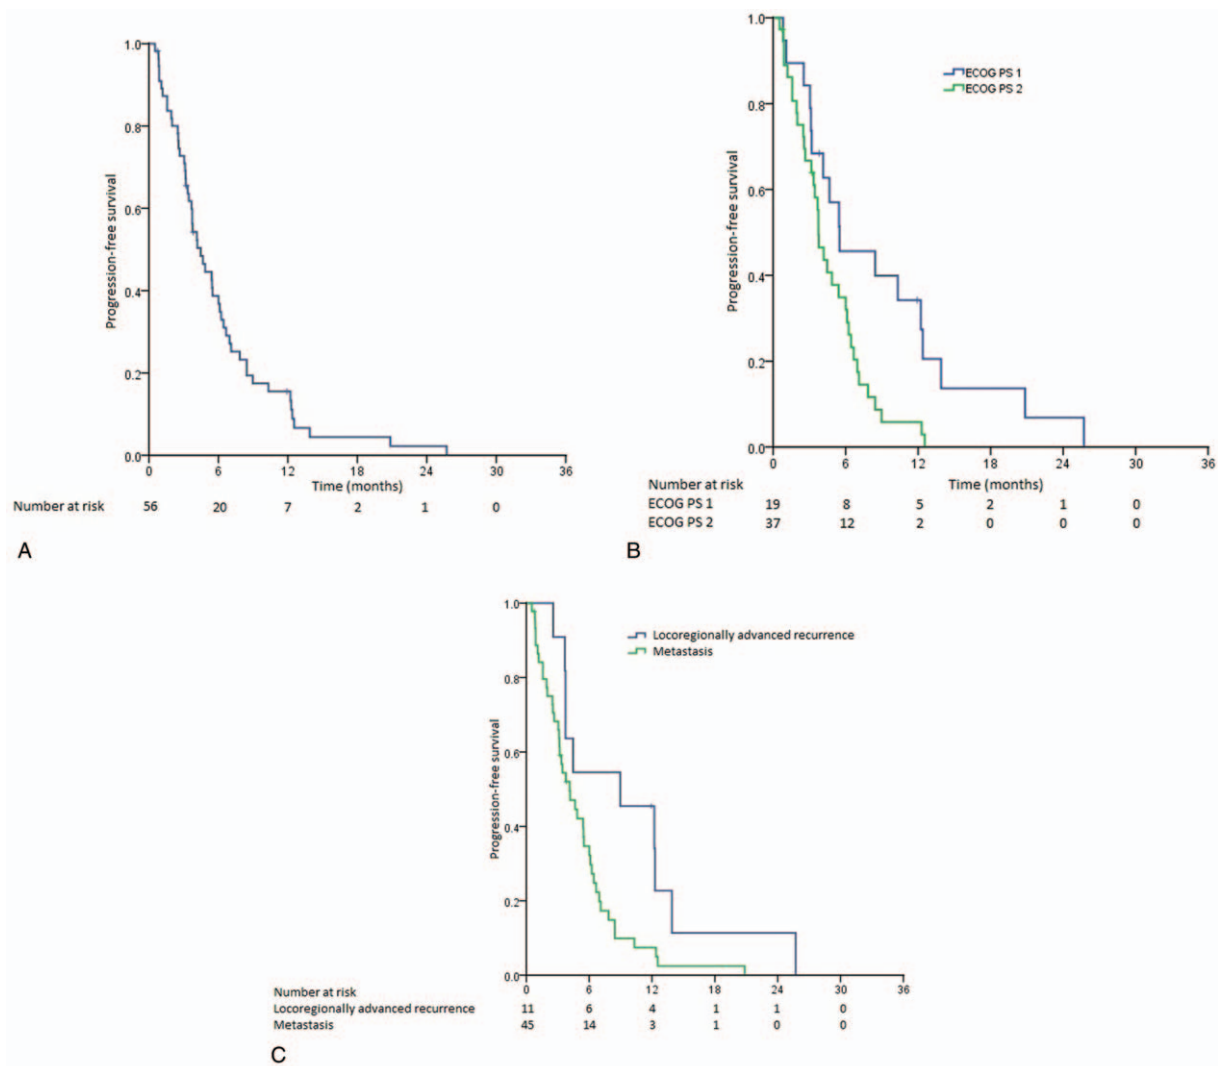 1.0
0.8
0.6
0.4
0.2
0.0
Progression-free survival
0 6 12 18 24 30 36
Time (months)
Number at risk 56 20 7 2 1 0
A
1.0
0.8
0.6
0.4
0.2
0.0
Progression-free survival
ECOG PS 1
ECOG PS 2
0 6 12 18 24 30 36
Number at risk Time (months)
ECOG PS 1 19 8 5 2 1 0
ECOG PS 2 37 12 2 0 0 0
B
1.0
0.8
0.6
0.4
0.2
0.0
Progression-free survival
Locoregionally advanced recurrence
Metastasis
0 6 12 18 24 30 36
Number at risk
Locoregionally advanced recurrence 11 6 4 1 1 0
Metastasis 45 14 3 1 0 0
C